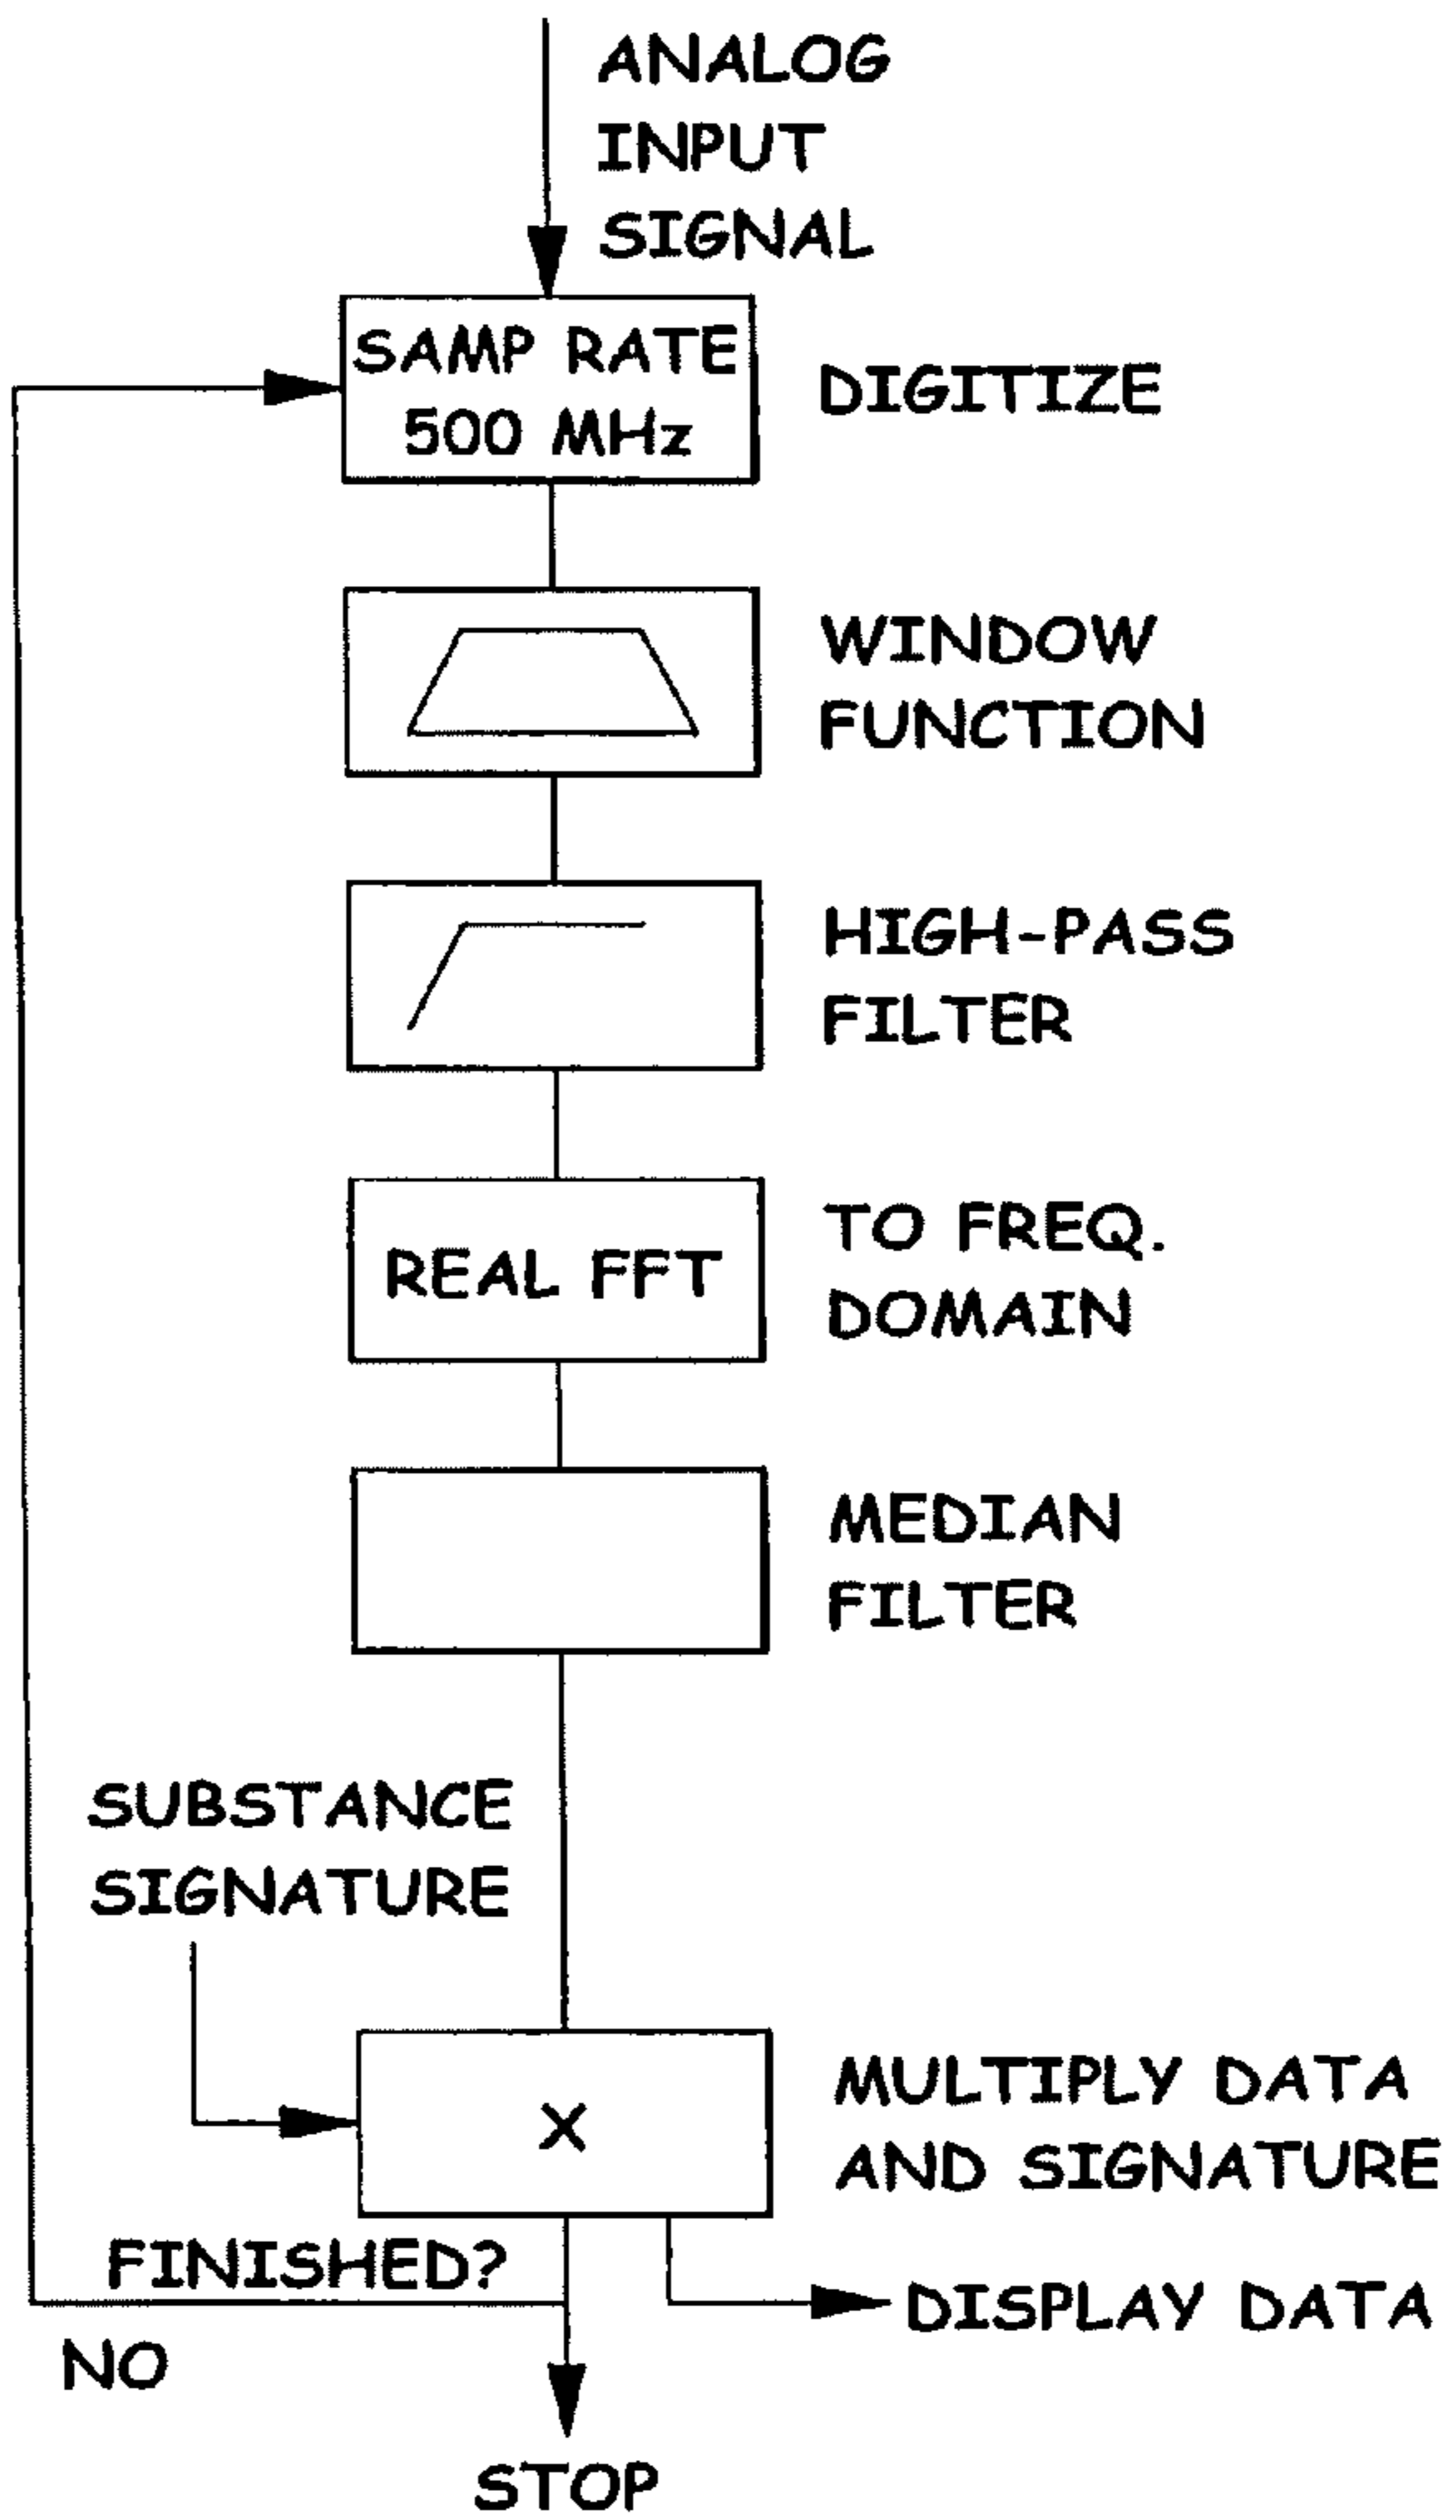 ANALOG
INPUT
SIGNAL
SAMP RATE
500 MHz
DIGITIZE
WINDOW
FUNCTION
HIGH-PASS
FILTER
REAL FFT
TO FREQ.
DOMAIN
MEDIAN
FILTER
SUBSTANCE
SIGNATURE
X
MULTIPLY DATA
AND SIGNATURE
FINISHED?
NO
DISPLAY DATA
STOP